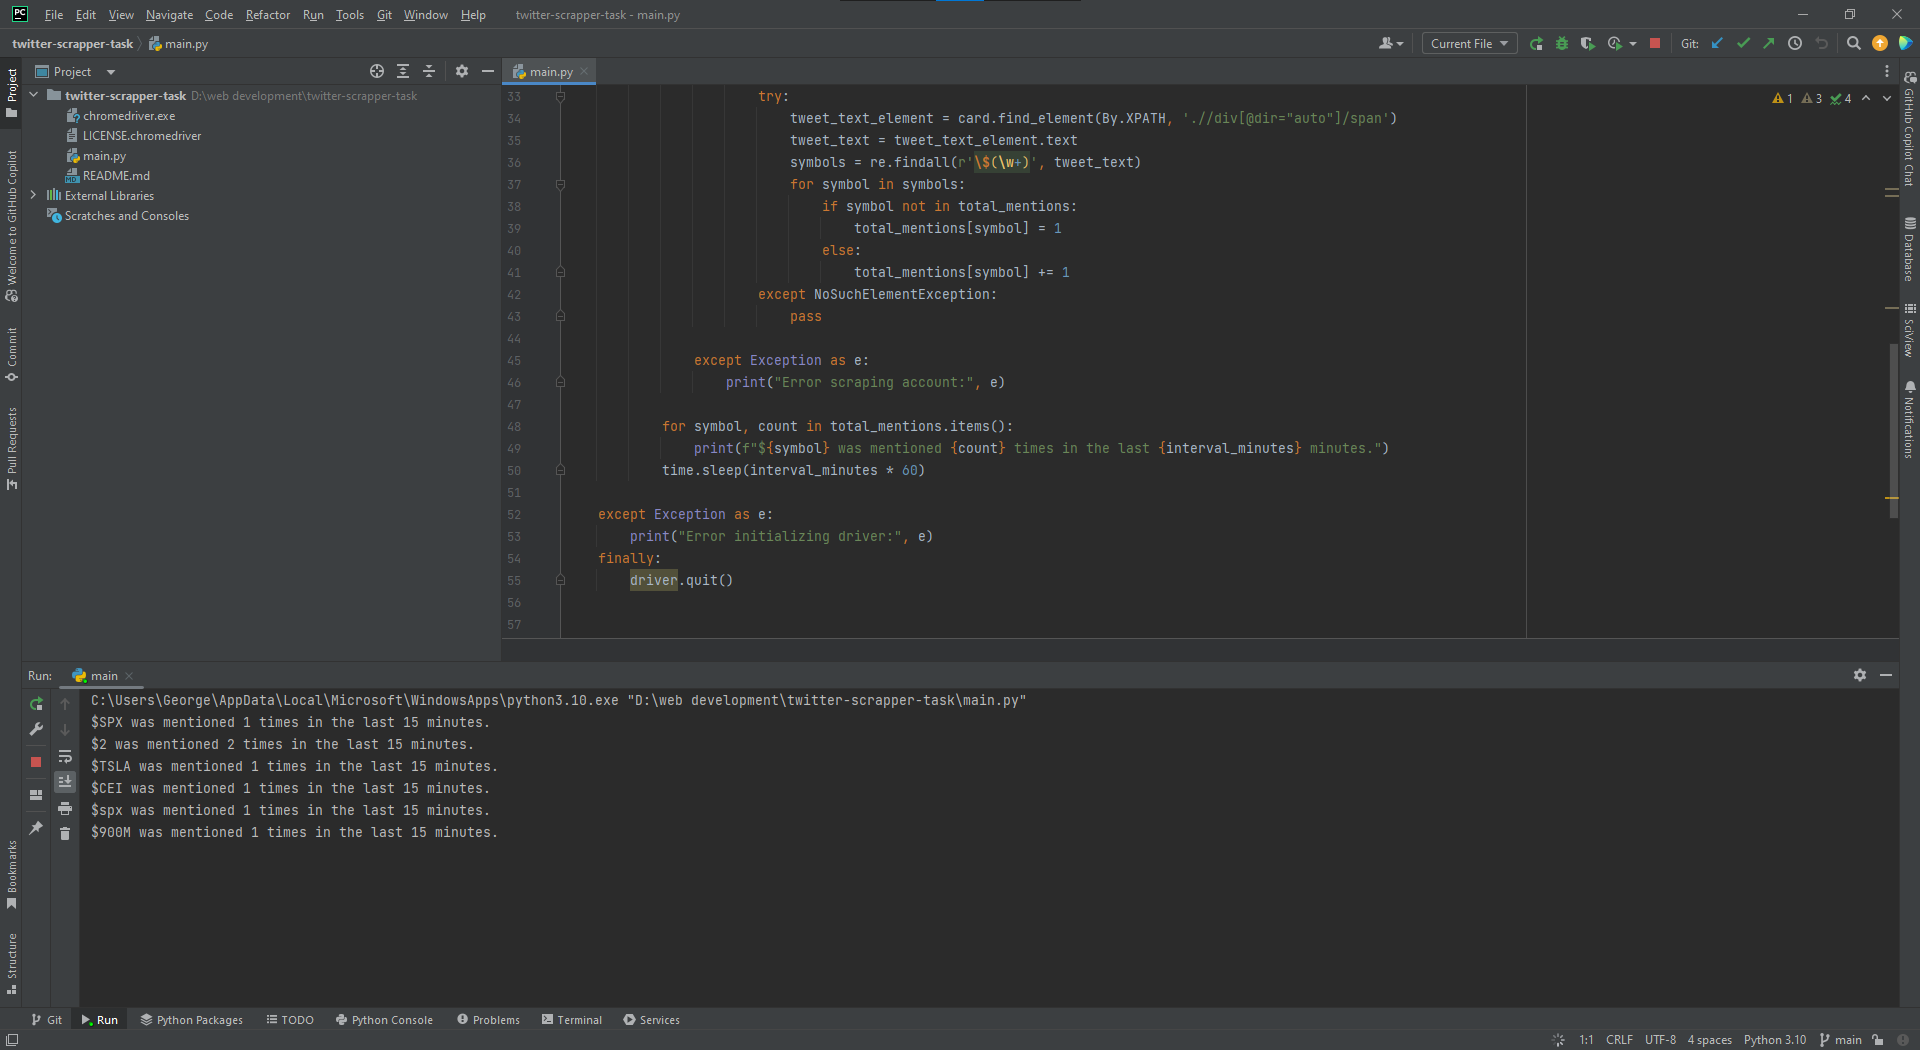 PC File Edit View Navigate Code Refactor Run Tools Git Window Help twitter-scrapper-task - main.py
twitter-scrapper-task main.py Current File Git:
Project
Project
main.py
twitter-scrapper-task D:\web development\twitter-scrapper-task
chromedriver.exe
LICENSE.chromedriver
main.py
README.md
External Libraries
Scratches and Consoles
Welcome to GitHub Copilot
Commit
Pull Requests
Bookmarks
Structure
1 3 4
33 try:
34 tweet_text_element = card.find_element(By.XPATH, './/div[@dir="auto"]/span')
35 tweet_text = tweet_text_element.text
36 symbols = re.findall(r'\$(\w+)', tweet_text)
37 for symbol in symbols:
38 if symbol not in total_mentions:
39 total_mentions[symbol] = 1
40 else:
41 total_mentions[symbol] += 1
42 except NoSuchElementException:
43 pass
44
45 except Exception as e:
46 print("Error scraping account:", e)
47
48 for symbol, count in total_mentions.items():
49 print(f"${symbol} was mentioned {count} times in the last {interval_minutes} minutes.")
50 time.sleep(interval_minutes * 60)
51
52 except Exception as e:
53 print("Error initializing driver:", e)
54 finally:
55 driver.quit()
56
57
GitHub Copilot Chat
Database
SciView
Notifications
Run: main
C:\Users\George\AppData\Local\Microsoft\WindowsApps\python3.10.exe "D:\web development\twitter-scrapper-task\main.py"
$SPX was mentioned 1 times in the last 15 minutes.
$2 was mentioned 2 times in the last 15 minutes.
$TSLA was mentioned 1 times in the last 15 minutes.
$CEI was mentioned 1 times in the last 15 minutes.
$spx was mentioned 1 times in the last 15 minutes.
$900M was mentioned 1 times in the last 15 minutes.
Git Run Python Packages TODO Python Console Problems Terminal Services
1:1 CRLF UTF-8 4 spaces Python 3.10 main